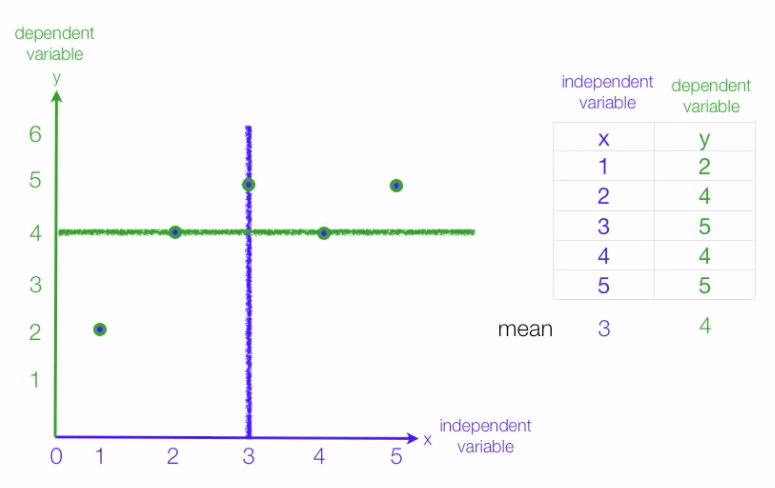 dependent
variable
y
6
5
4
3
2
1
0 1 2 3 4 5
x
independent
variable
independent
variable
dependent
variable
x y
1 2
2 4
3 5
4 4
5 5
mean 3 4